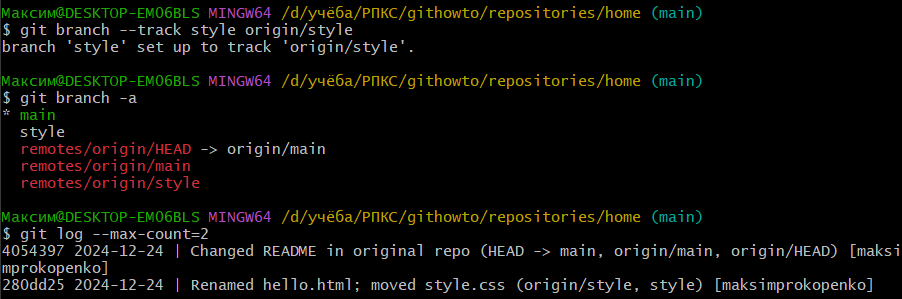 Максим@DESKTOP-EMO6BLS MINGW64 /d/учёба/РПКС/githowto/repositories/home (main)
$ git branch --track style origin/style
branch 'style' set up to track 'origin/style'.
Максим@DESKTOP-EMO6BLS MINGW64 /d/учёба/РПКС/githowto/repositories/home (main)
$ git branch -a
* main
  style
  remotes/origin/HEAD -> origin/main
  remotes/origin/main
  remotes/origin/style
Максим@DESKTOP-EMO6BLS MINGW64 /d/учёба/РПКС/githowto/repositories/home (main)
$ git log --max-count=2
4054397 2024-12-24 | Changed README in original repo (HEAD -> main, origin/main, origin/HEAD) [maksi
mprokopenko]
280dd25 2024-12-24 | Renamed hello.html; moved style.css (origin/style, style) [maksimprokopenko]